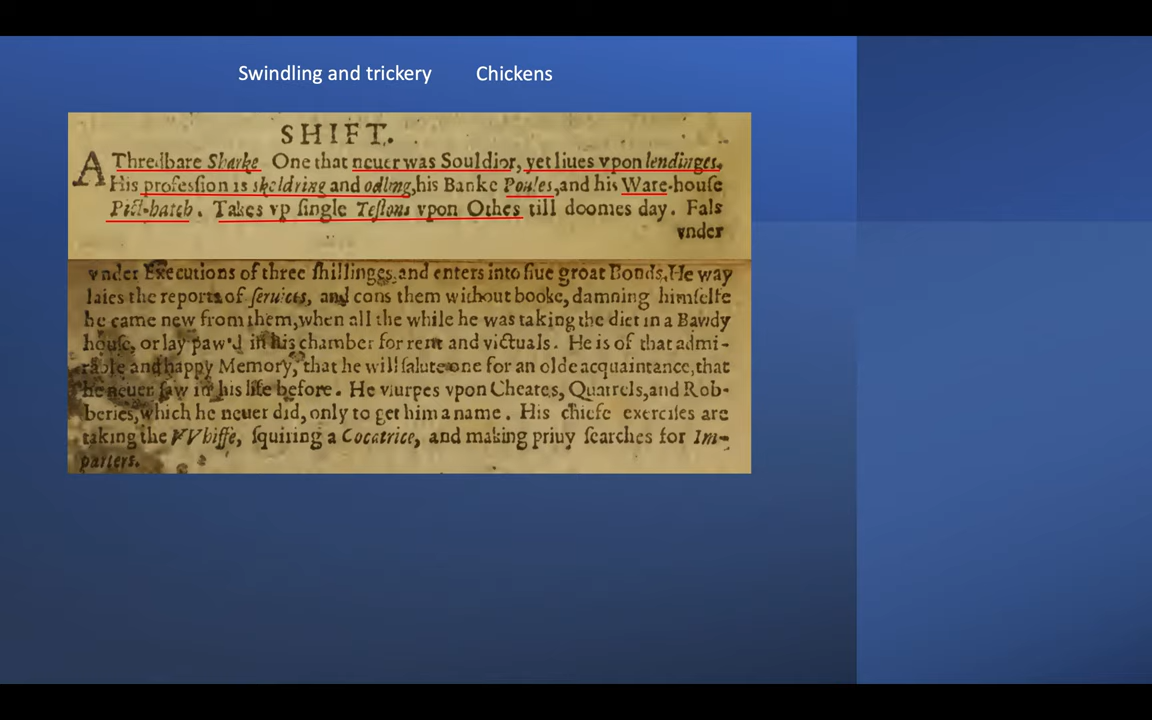 Swindling and trickery Chickens
SHIFT.
A Thredbare Sharke One that neuer was Souldior, yet liues vpon lendinges.
His profession is skeldring and odling, his Banke Poules, and his Ware-house
Pict-hatch. Takes vp single Testons vpon Othes till doomes day. Fals
vnder
vnder Executions of three shillinges, and enters into fiue groat Bonds. He way
laies the reports of seruices, and cons them without booke, damning himselfe
he came new from them, when all the while he was taking the diet in a Bawdy
house, or lay paw'd in his chamber for rent and victuals. He is of that admi-
rable and happy Memory, that he will salute one for an olde acquaintance, that
he neuer saw in his life before. He vsurpes vpon Cheates, Quarrels, and Rob-
beries, which he neuer did, only to get him a name. His chiefe exercises are
taking the VVhiffe, squiring a Cocatrice, and making priuy searches for Im-
parters.